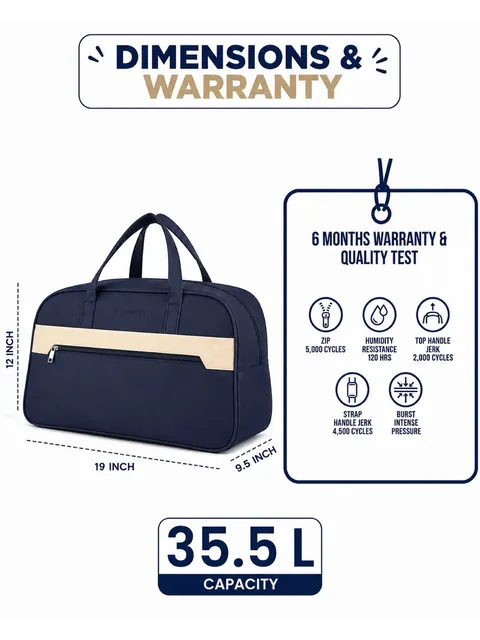 DIMENSIONS &
WARRANTY
6 MONTHS WARRANTY &
QUALITY TEST
ZIP
5,000 CYCLES
HUMIDITY
RESISTANCE
120 HRS
TOP HANDLE
JERK
2,000 CYCLES
STRAP
HANDLE JERK
4,500 CYCLES
BURST
INTENSE
PRESSURE
12 INCH
19 INCH
9.5 INCH
35.5 L
CAPACITY